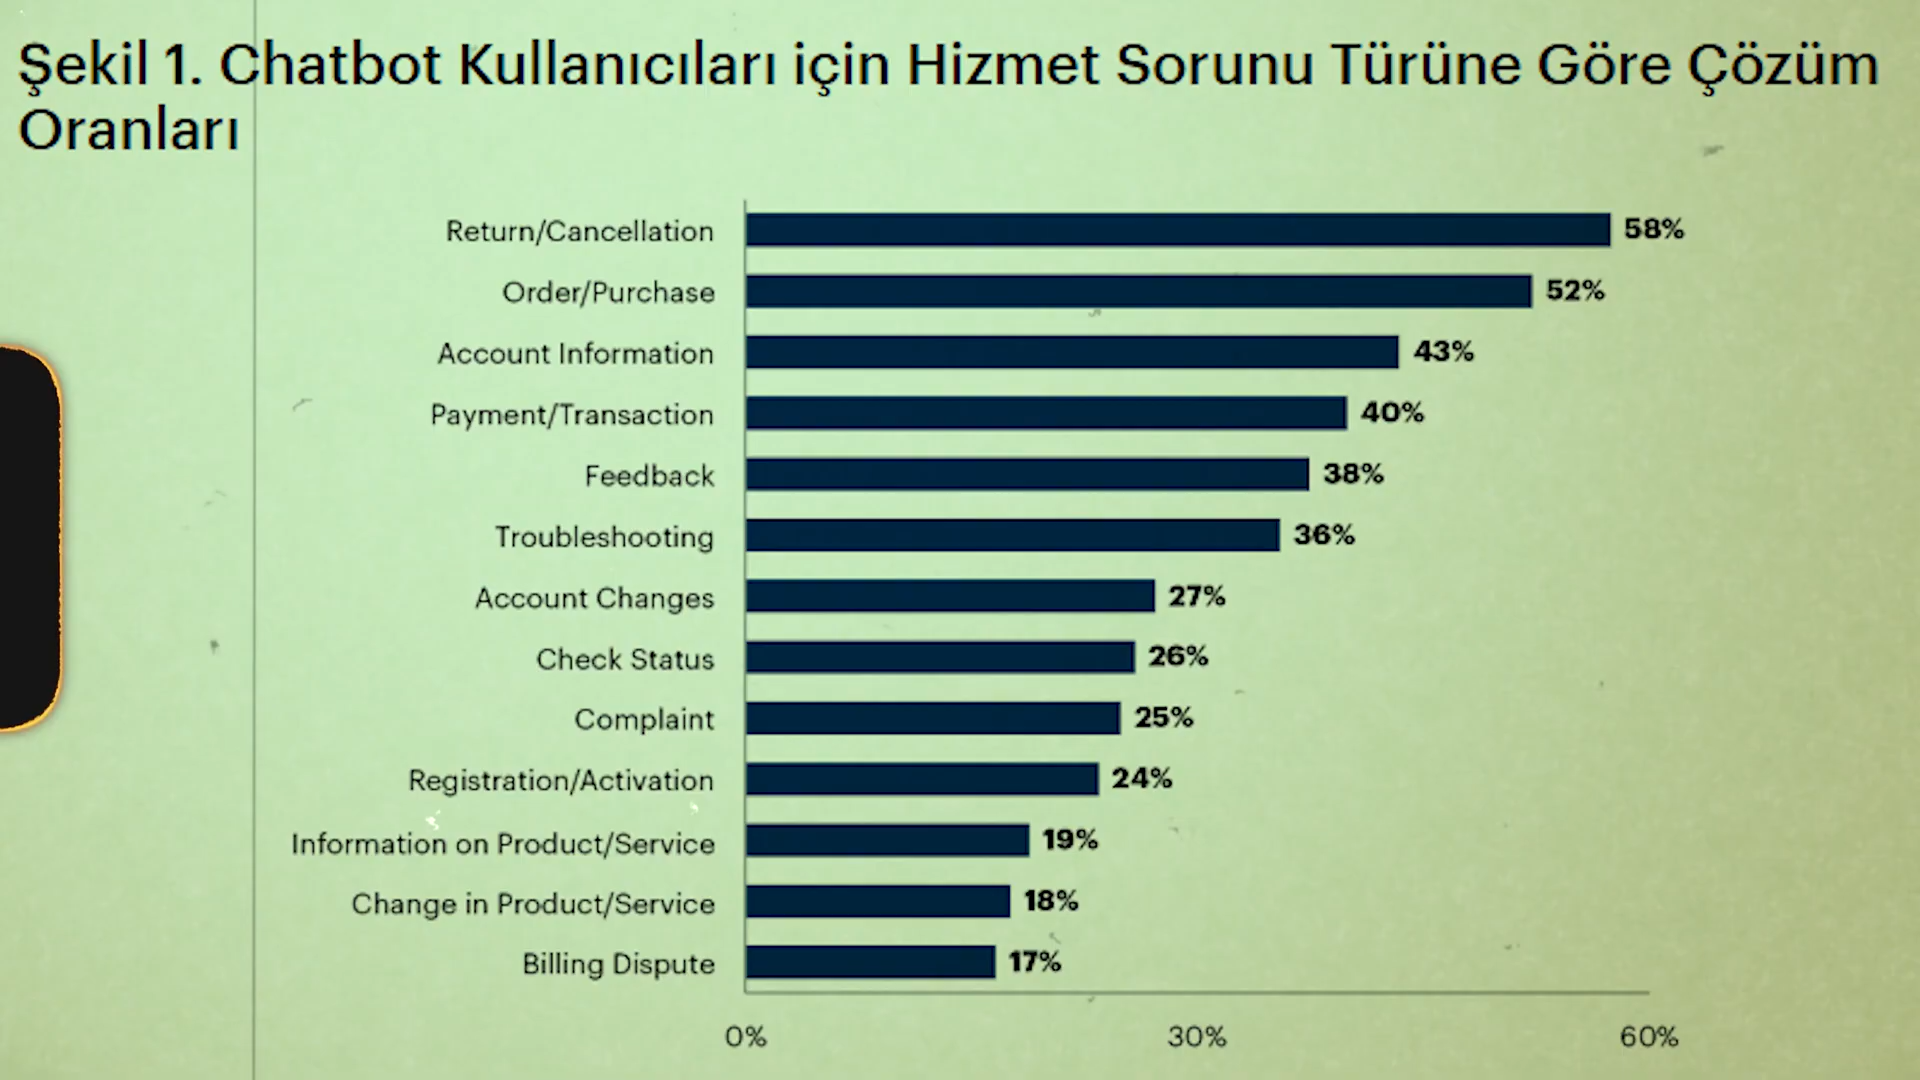 Şekil 1. Chatbot Kullanıcıları için Hizmet Sorunu Türüne Göre Çözüm
Oranları
Return/Cancellation 58%
Order/Purchase 52%
Account Information 43%
Payment/Transaction 40%
Feedback 38%
Troubleshooting 36%
Account Changes 27%
Check Status 26%
Complaint 25%
Registration/Activation 24%
Information on Product/Service 19%
Change in Product/Service 18%
Billing Dispute 17%
0% 30% 60%